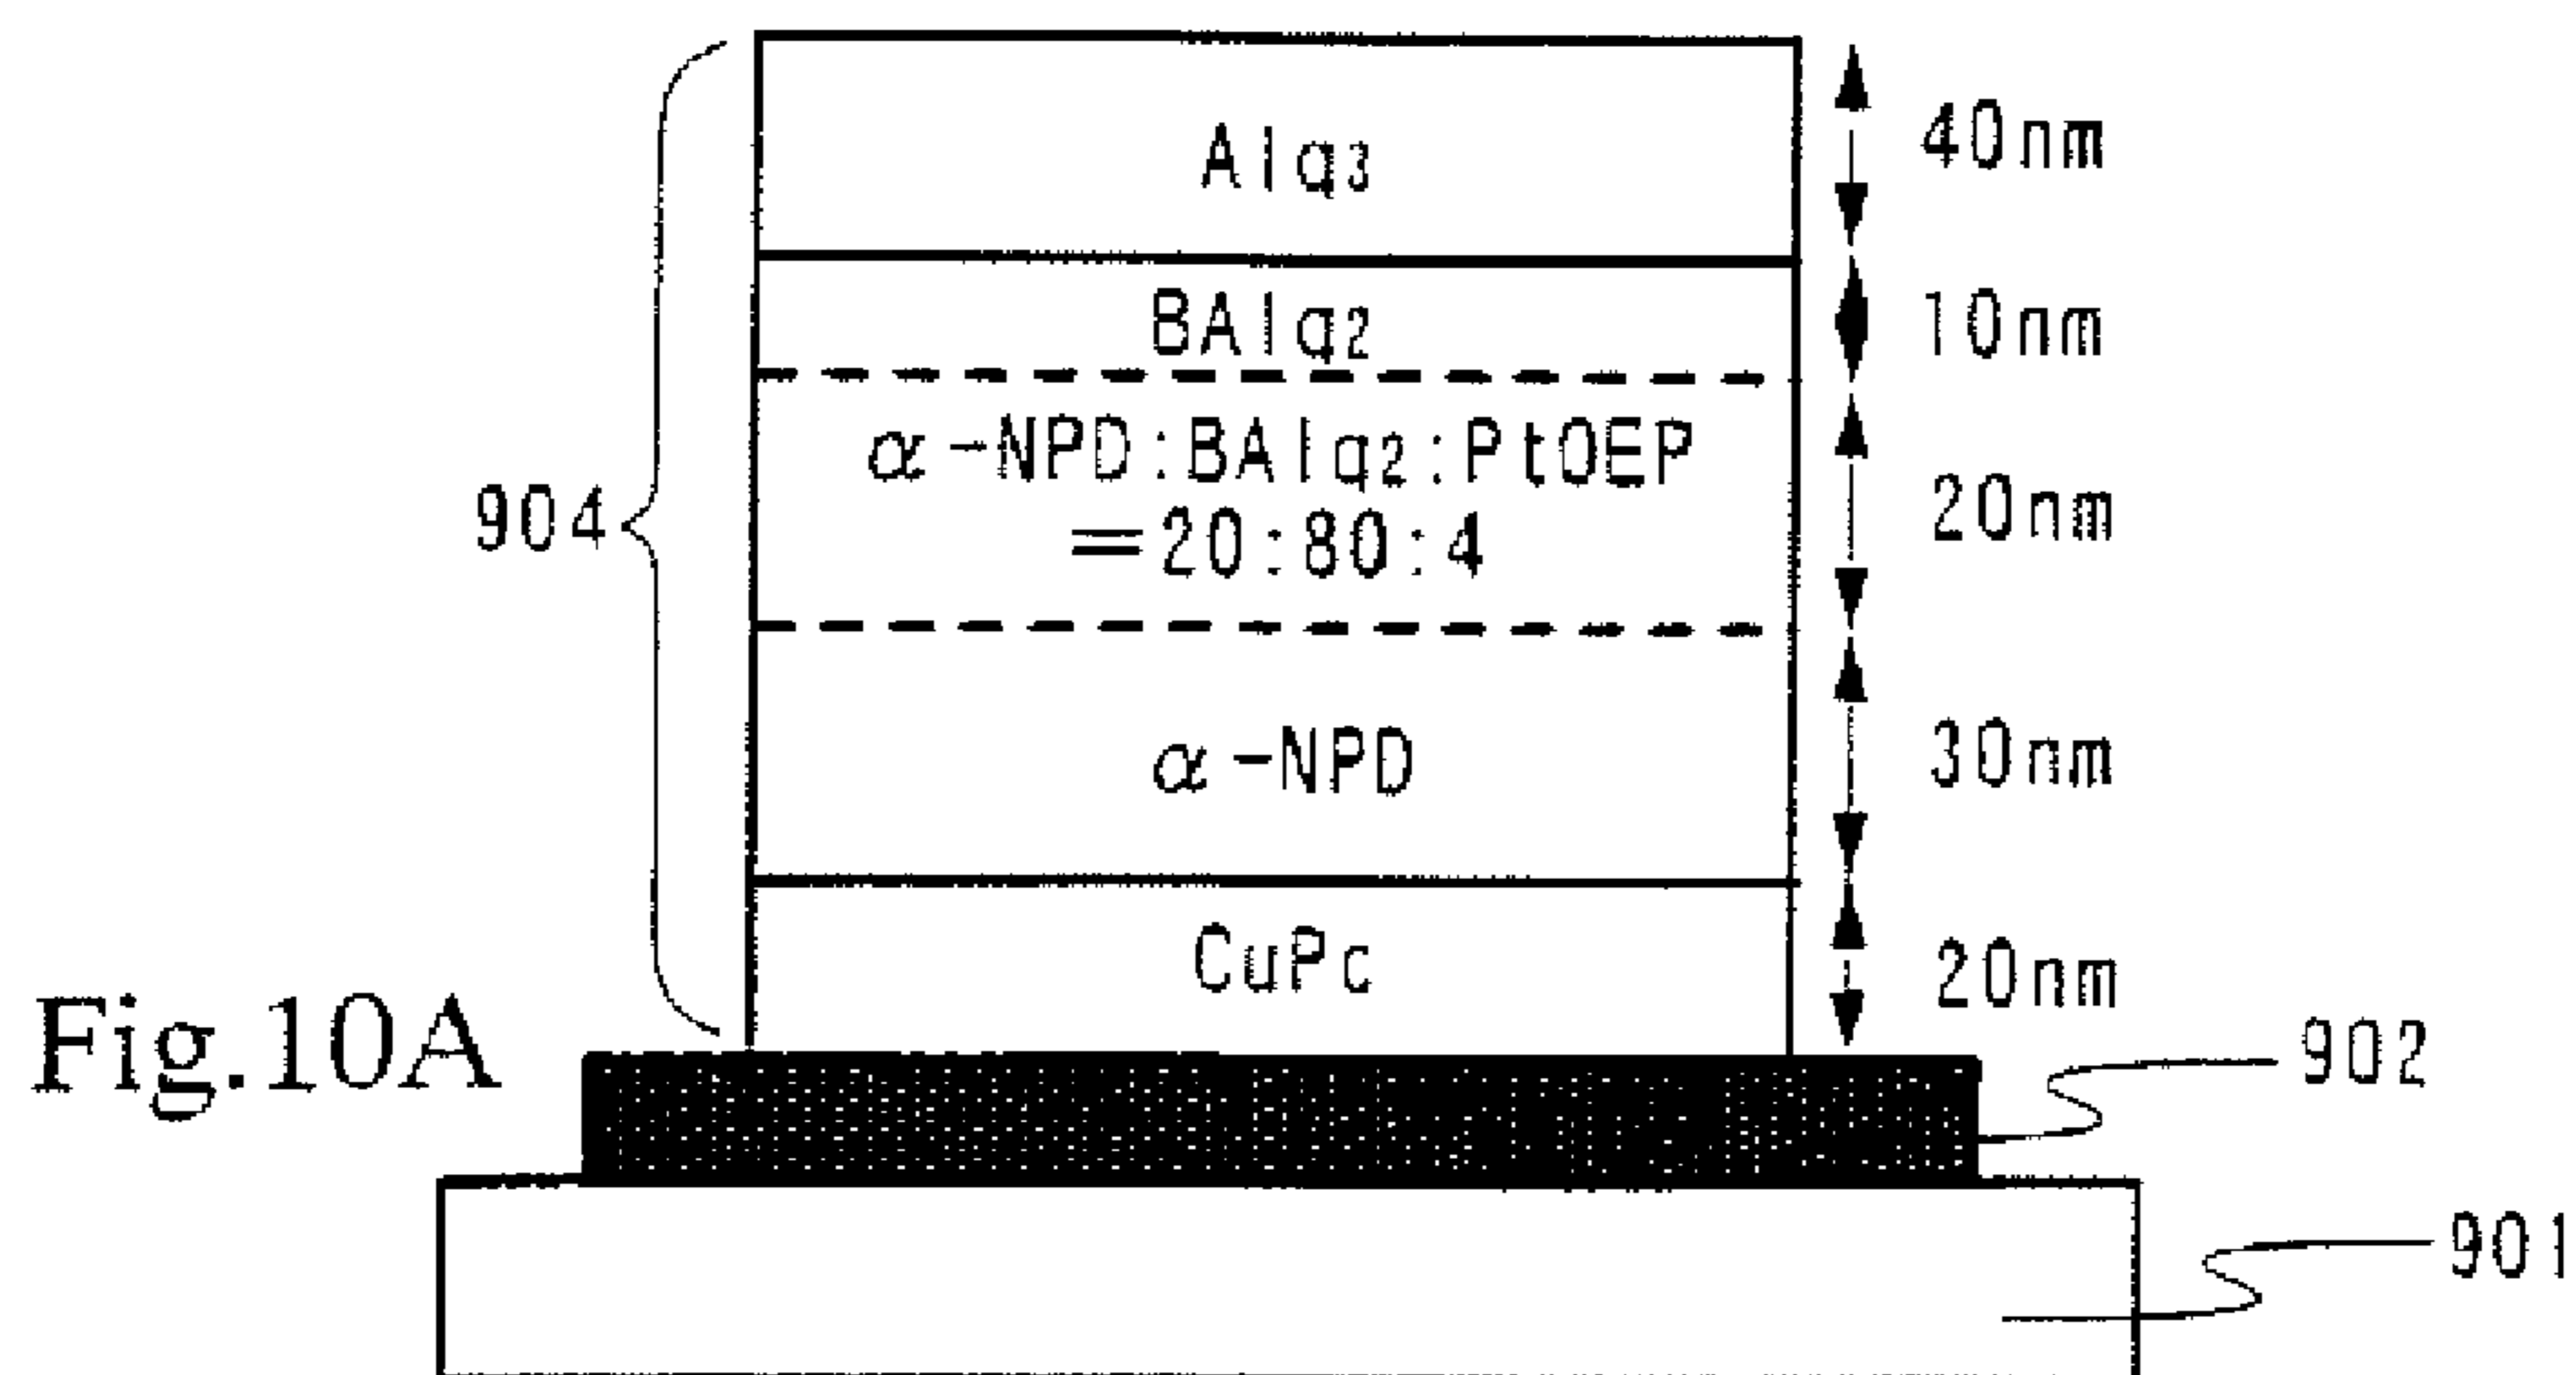 Alq3
40nm
BAlq2
10nm
α-NPD:BAlq2:PtOEP
=20:80:4
20nm
904
α-NPD
30nm
CuPc
20nm
Fig.10A
902
901